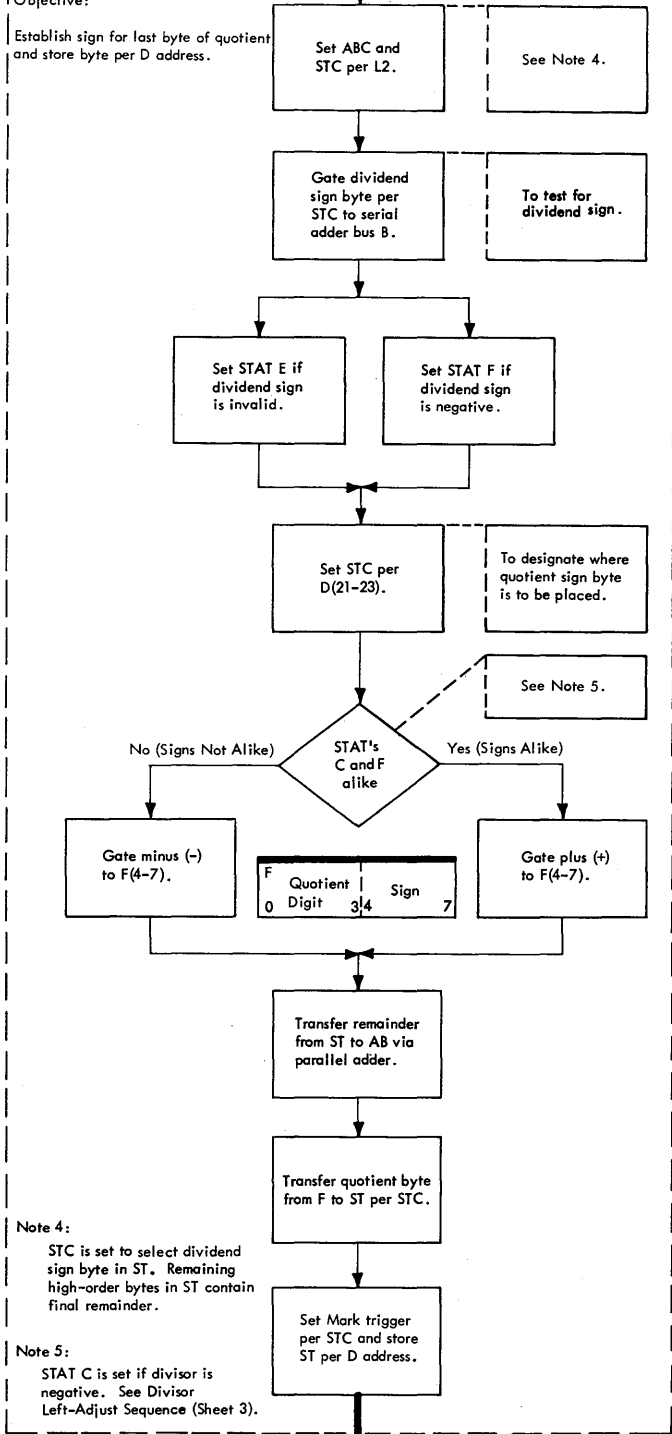 Objective:
Establish sign for last byte of quotient
and store byte per D address.
Set ABC and
STC per L2.
See Note 4.
Gate dividend
sign byte per
STC to serial
adder bus B.
To test for
dividend sign.
Set STAT E if
dividend sign
is invalid.
Set STAT F if
dividend sign
is negative.
Set STC per
D(21-23).
To designate where
quotient sign byte
is to be placed.
See Note 5.
No (Signs Not Alike)
STAT's
C and F
alike
Yes (Signs Alike)
Gate minus (-)
to F(4-7).
F
Quotient
Digit
Sign
0 3 4 7
Gate plus (+)
to F(4-7).
Transfer remainder
from ST to AB via
parallel adder.
Transfer quotient byte
from F to ST per STC.
Note 4:
STC is set to select dividend
sign byte in ST. Remaining
high-order bytes in ST contain
final remainder.
Set Mark trigger
per STC and store
ST per D address.
Note 5:
STAT C is set if divisor is
negative. See Divisor
Left-Adjust Sequence (Sheet 3).